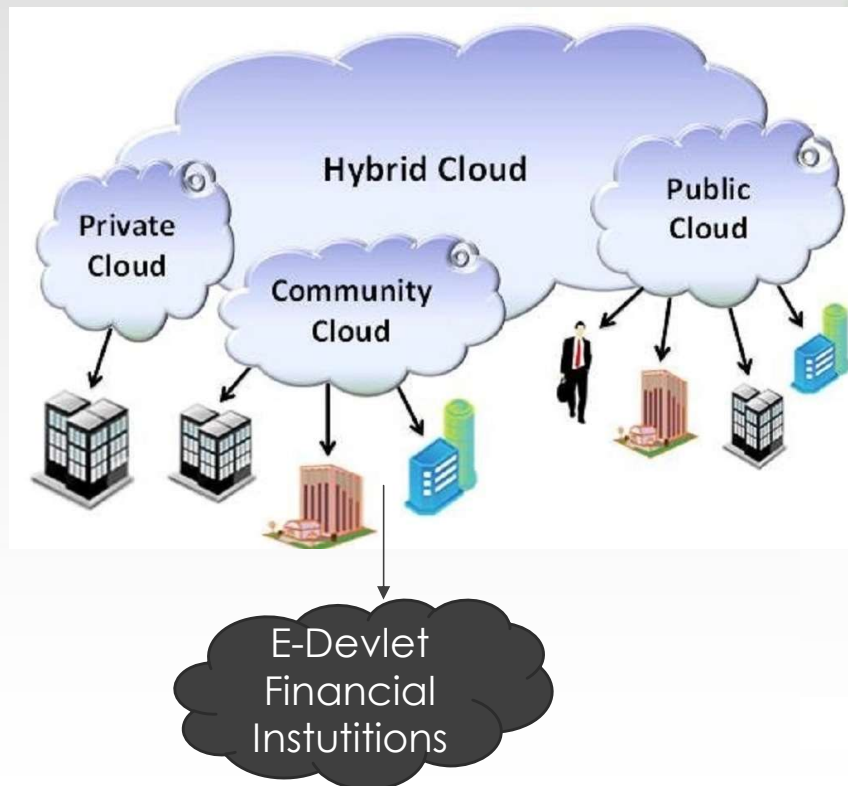 Hybrid Cloud
Private
Cloud
Community
Cloud
Public
Cloud
E-Devlet
Financial
Instutitions